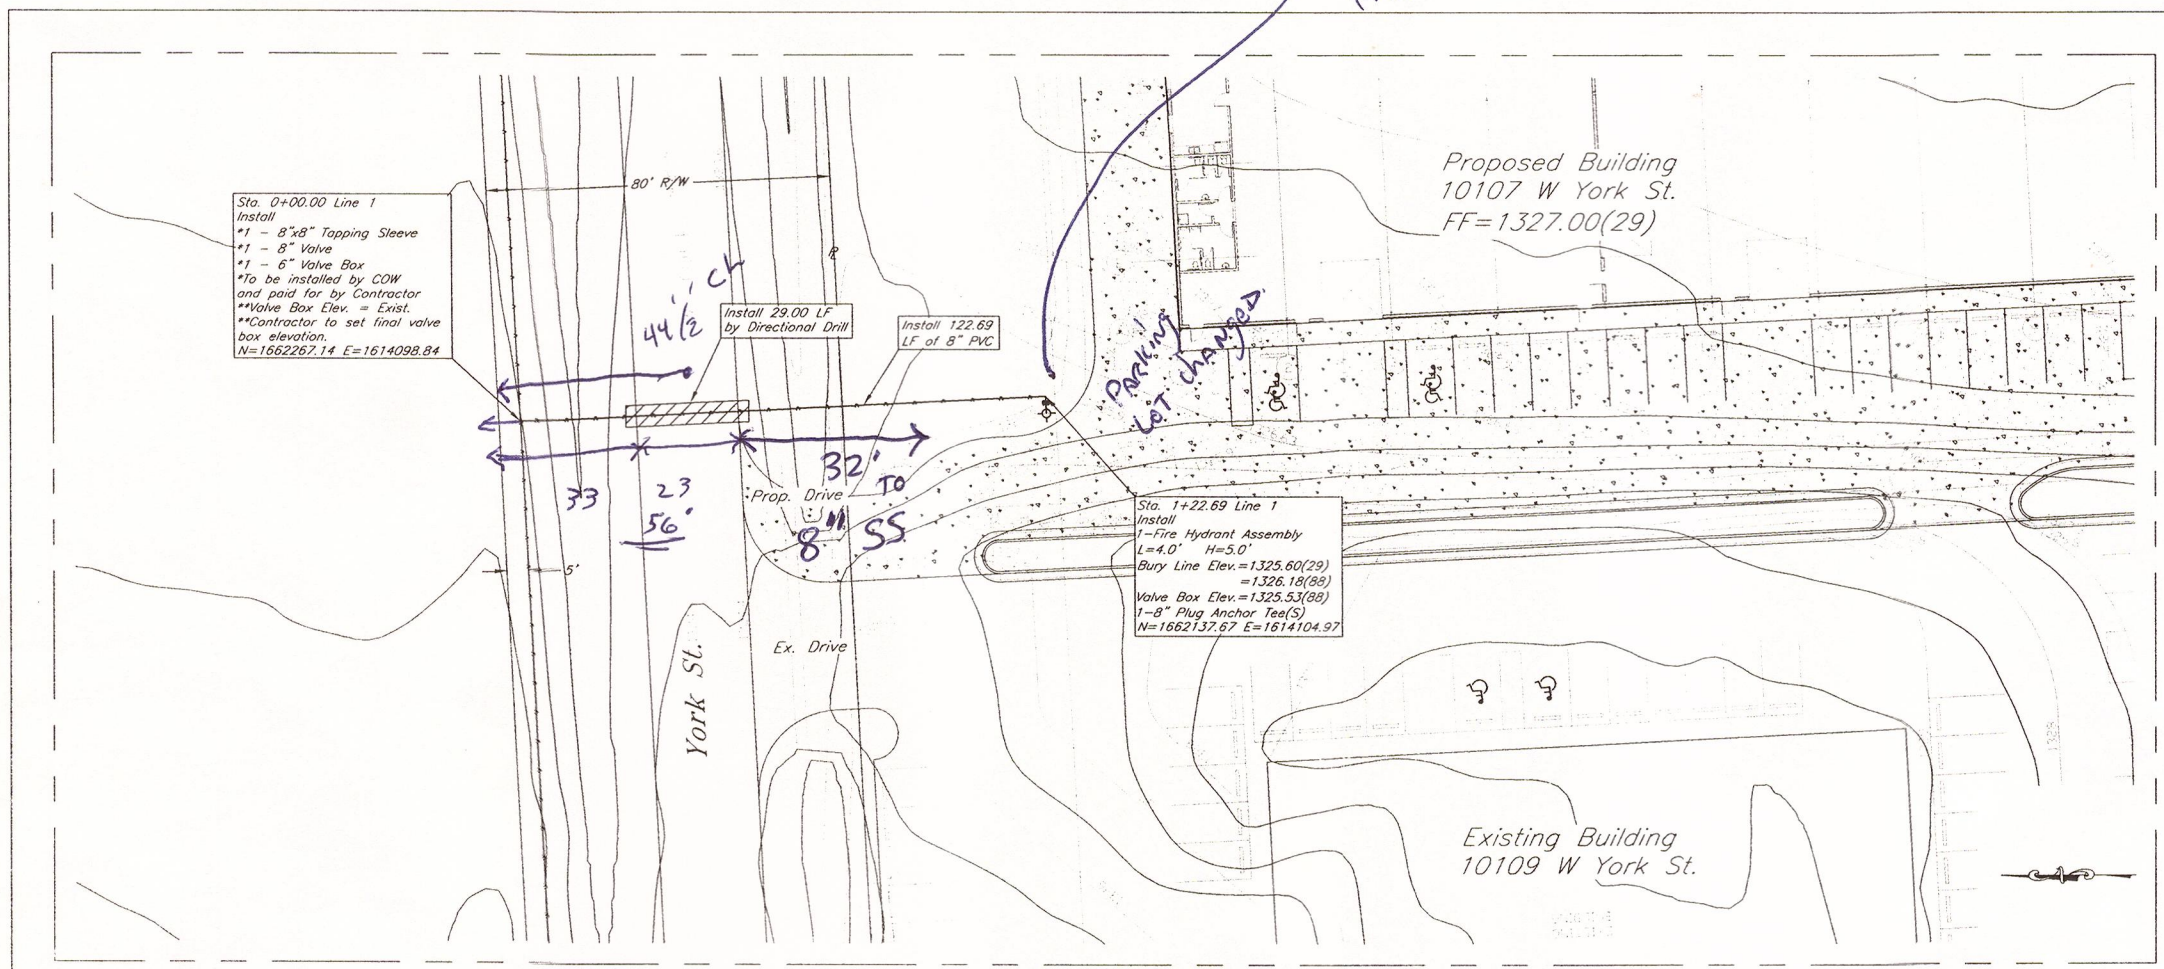 80' R/W
Sta. 0+00.00 Line 1
Install
*1 - 8"x8" Tapping Sleeve
*1 - 8" Valve
*1 - 6" Valve Box
*To be installed by COW
and paid for by Contractor
**Valve Box Elev. = Exist.
**Contractor to set final valve
box elevation.
N=1662267.14 E=1614098.84
44 1/2' CL
Install 29.00 LF
by Directional Drill
Install 122.69
LF of 8" PVC
Proposed Building
10107 W York St.
FF=1327.00(29)
PARKING
LOT CHANGED
33
23
56'
32'
TO
8" SS
Prop. Drive
5'
Ex. Drive
York St.
Sta. 1+22.69 Line 1
Install
1-Fire Hydrant Assembly
L=4.0' H=5.0'
Bury Line Elev.=1325.60(29)
=1326.18(88)
Valve Box Elev.=1325.53(88)
1-8" Plug Anchor Tee(S)
N=1662137.67 E=1614104.97
Existing Building
10109 W York St.